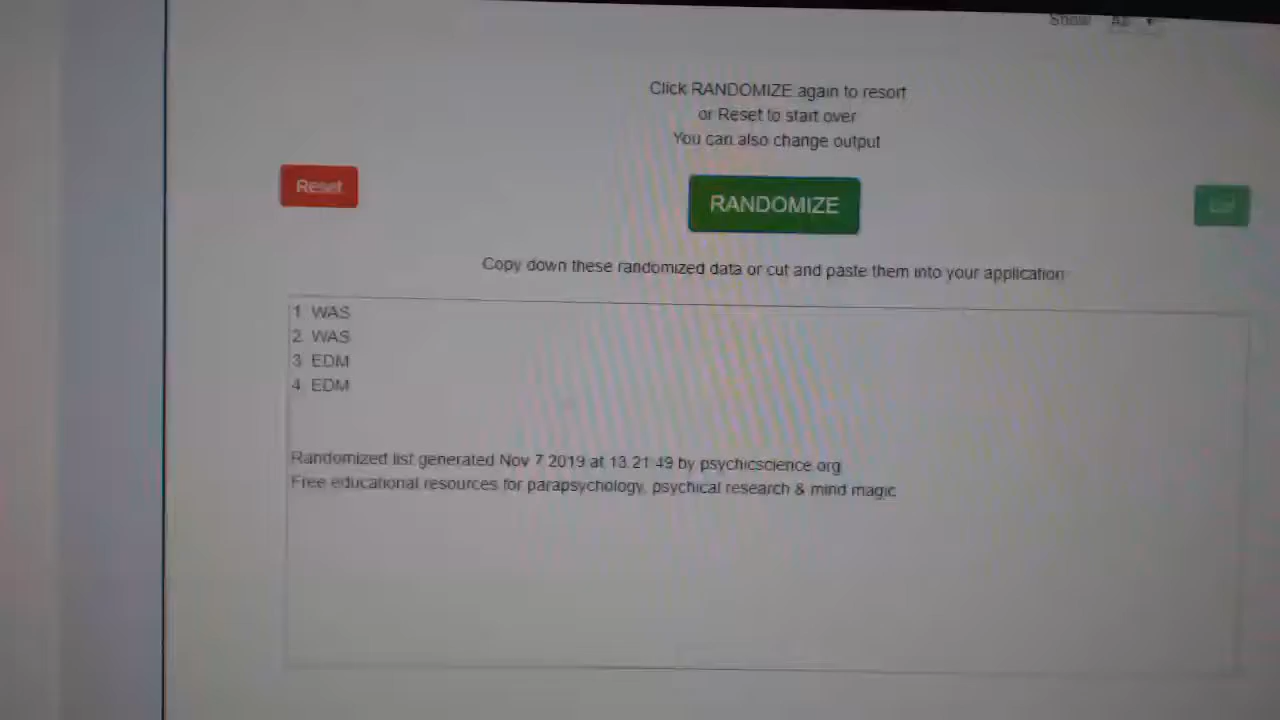 Show All
Click RANDOMIZE again to resort
or Reset to start over
You can also change output
Reset
RANDOMIZE
Copy down these randomized data or cut and paste them into your application
1. WAS
2. WAS
3. EDM
4. EDM
Randomized list generated Nov 7 2019 at 13:21:49 by psychicscience.org
Free educational resources for parapsychology, psychical research & mind magic